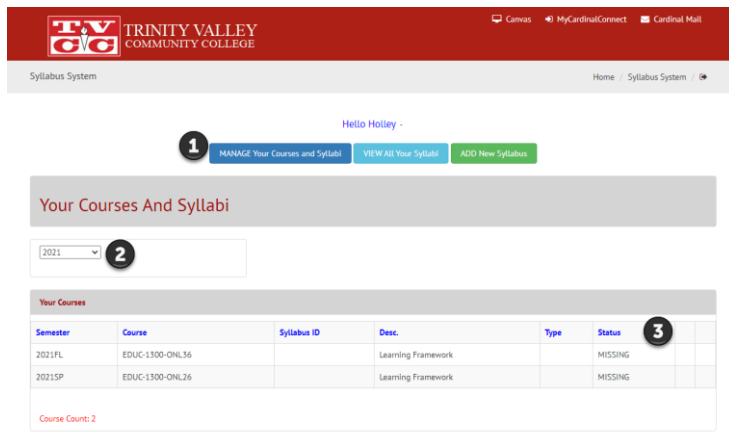 TVCC TRINITY VALLEY COMMUNITY COLLEGE
Canvas MyCardinalConnect Cardinal Mail
Syllabus System Home / Syllabus System /
Hello Holley -
1 MANAGE Your Courses and Syllabi VIEW All Your Syllabi ADD New Syllabus
Your Courses And Syllabi
2021 2
Your Courses
Semester Course Syllabus ID Desc. Type Status 3
2021FL EDUC-1300-ONL36 Learning Framework MISSING
2021SP EDUC-1300-ONL26 Learning Framework MISSING
Course Count: 2